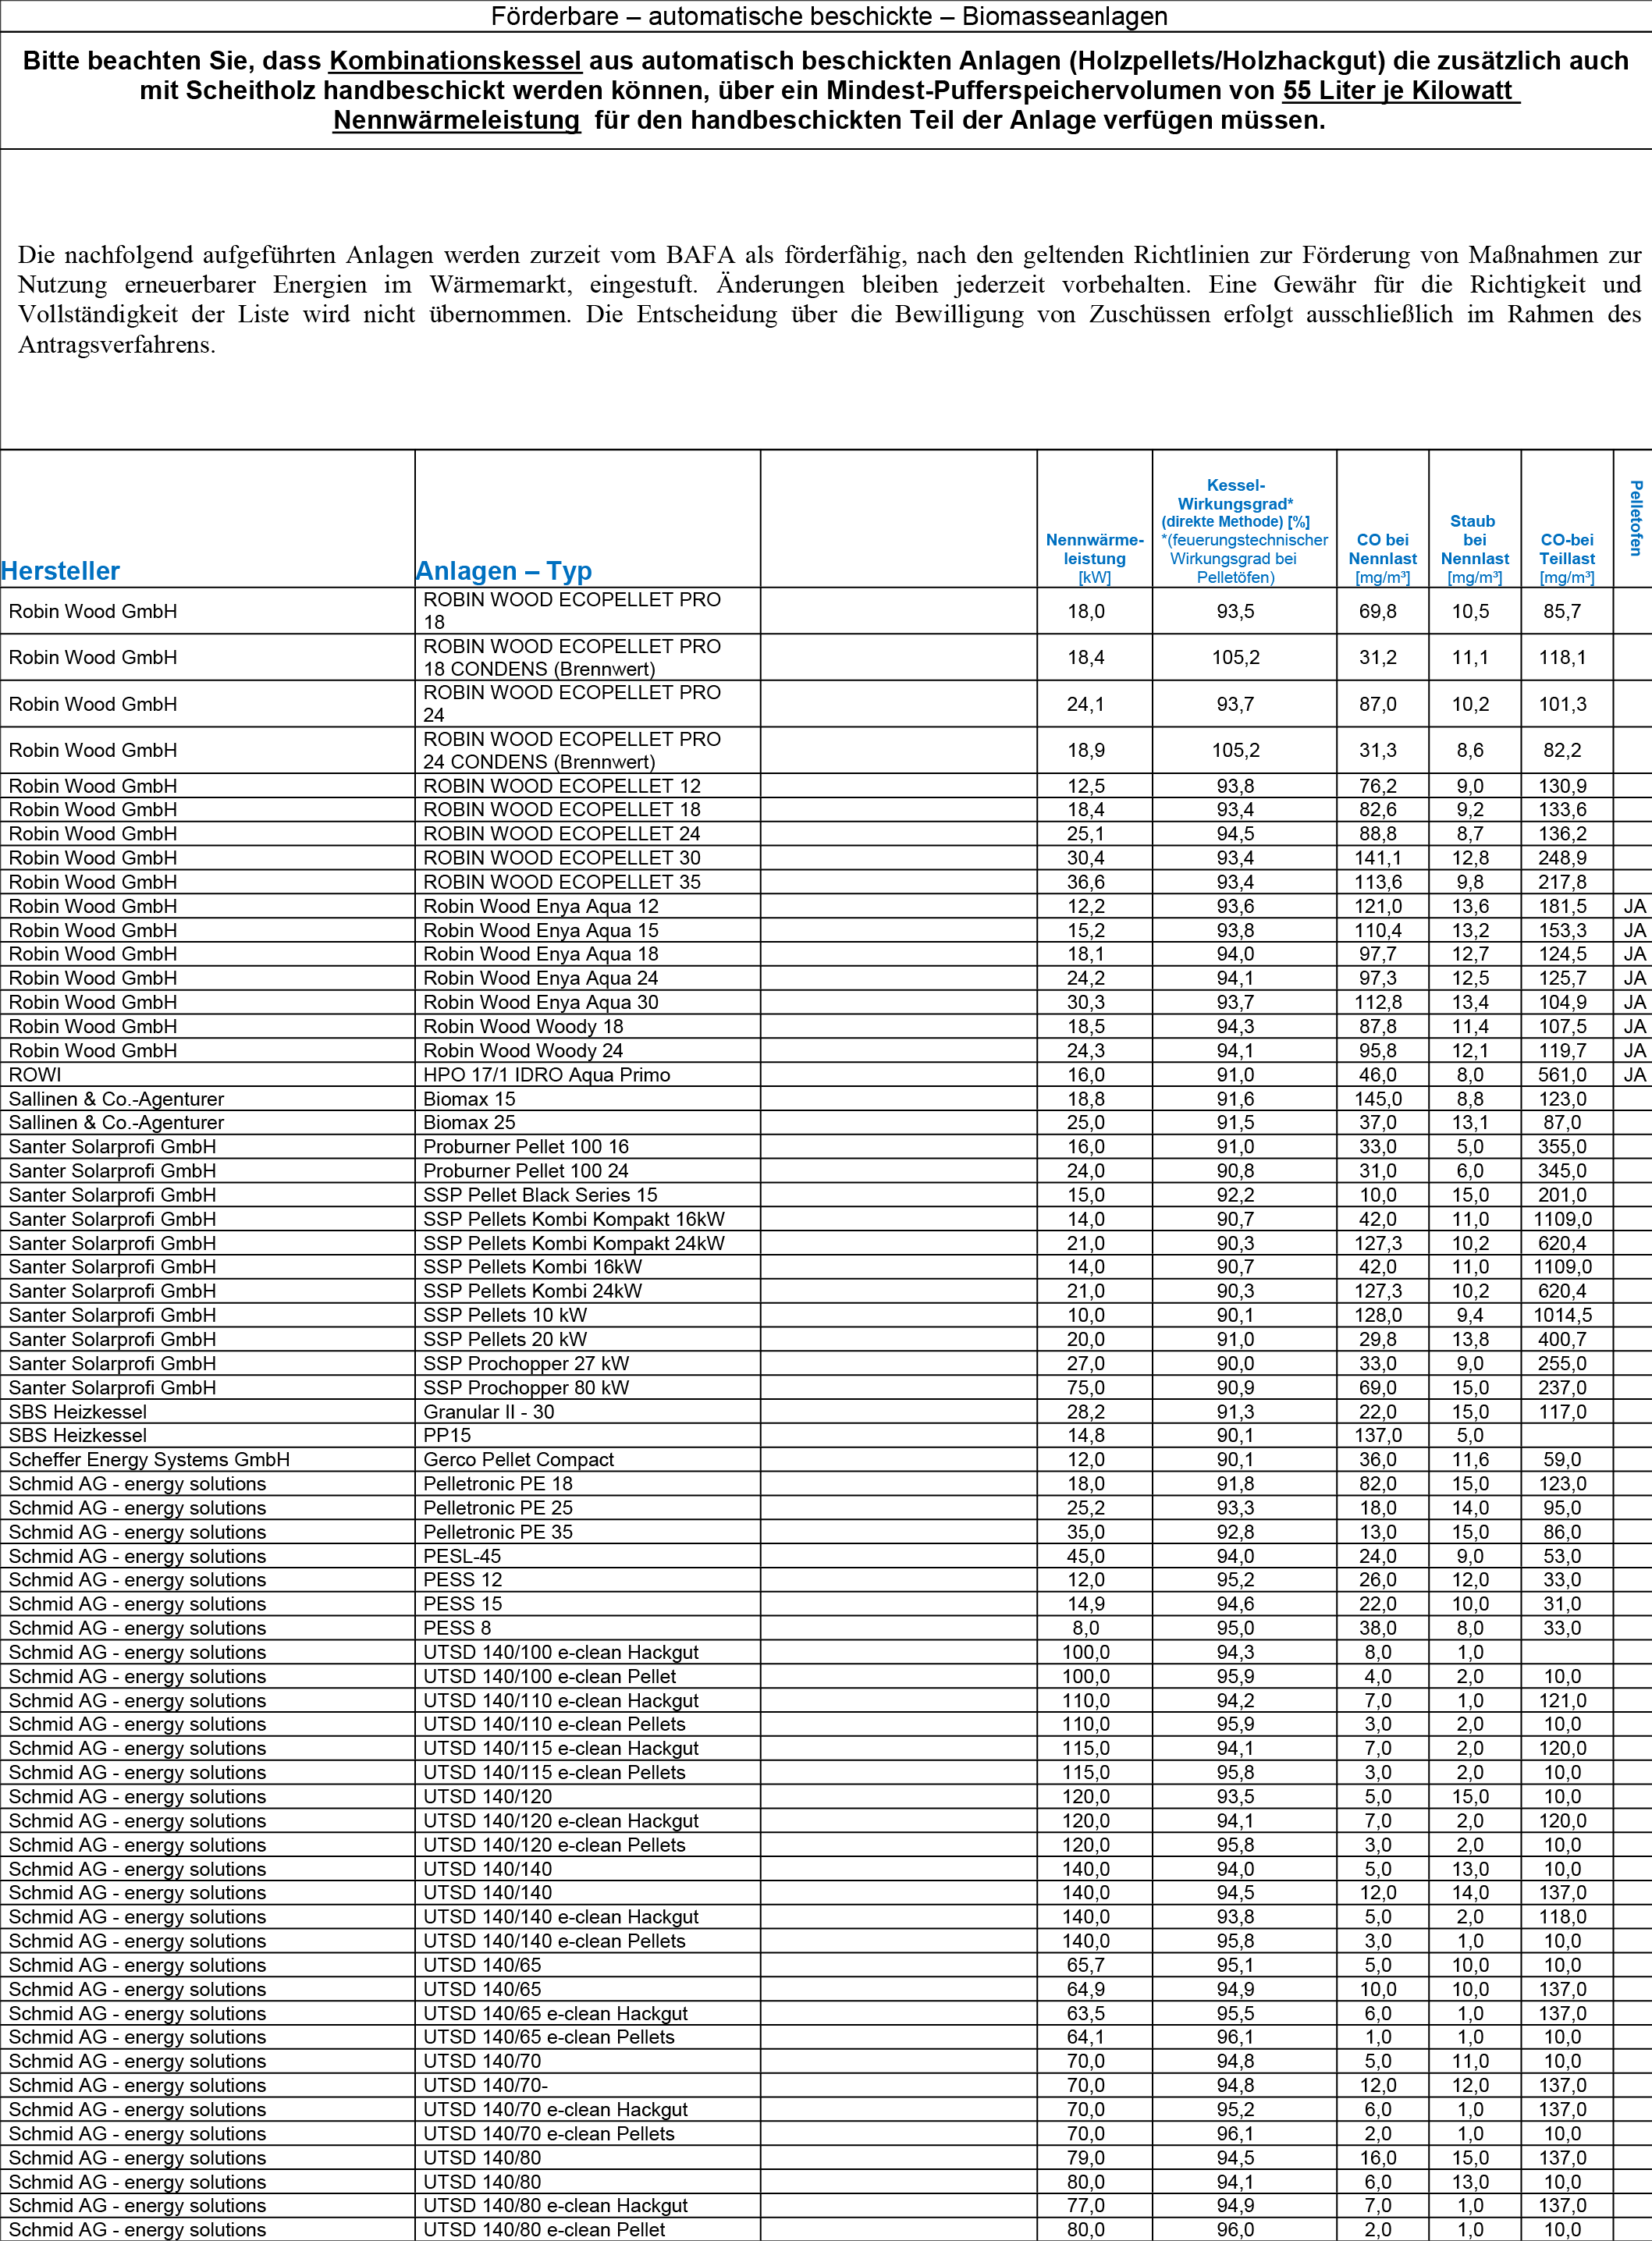 Förderbare – automatische beschickte – Biomasseanlagen
Bitte beachten Sie, dass Kombinationskessel aus automatisch beschickten Anlagen (Holzpellets/Holzhackgut) die zusätzlich auch
mit Scheitholz handbeschickt werden können, über ein Mindest-Pufferspeichervolumen von 55 Liter je Kilowatt
Nennwärmeleistung für den handbeschickten Teil der Anlage verfügen müssen.
Die nachfolgend aufgeführten Anlagen werden zurzeit vom BAFA als förderfähig, nach den geltenden Richtlinien zur Förderung von Maßnahmen zur
Nutzung erneuerbarer Energien im Wärmemarkt, eingestuft. Änderungen bleiben jederzeit vorbehalten. Eine Gewähr für die Richtigkeit und
Vollständigkeit der Liste wird nicht übernommen. Die Entscheidung über die Bewilligung von Zuschüssen erfolgt ausschließlich im Rahmen des
Antragsverfahrens.
Hersteller
Anlagen – Typ
Nennwärme-
leistung
[kW]
Kessel-
Wirkungsgrad*
(direkte Methode) [%]
*(feuerungstechnischer
Wirkungsgrad bei
Pelletöfen)
CO bei
Nennlast
[mg/m³]
Staub
bei
Nennlast
[mg/m³]
CO-bei
Teillast
[mg/m³]
Pelletofen
Robin Wood GmbH ROBIN WOOD ECOPELLET PRO
18 18,0 93,5 69,8 10,5 85,7
Robin Wood GmbH ROBIN WOOD ECOPELLET PRO
18 CONDENS (Brennwert) 18,4 105,2 31,2 11,1 118,1
Robin Wood GmbH ROBIN WOOD ECOPELLET PRO
24 24,1 93,7 87,0 10,2 101,3
Robin Wood GmbH ROBIN WOOD ECOPELLET PRO
24 CONDENS (Brennwert) 18,9 105,2 31,3 8,6 82,2
Robin Wood GmbH ROBIN WOOD ECOPELLET 12 12,5 93,8 76,2 9,0 130,9
Robin Wood GmbH ROBIN WOOD ECOPELLET 18 18,4 93,4 82,6 9,2 133,6
Robin Wood GmbH ROBIN WOOD ECOPELLET 24 25,1 94,5 88,8 8,7 136,2
Robin Wood GmbH ROBIN WOOD ECOPELLET 30 30,4 93,4 141,1 12,8 248,9
Robin Wood GmbH ROBIN WOOD ECOPELLET 35 36,6 93,4 113,6 9,8 217,8
Robin Wood GmbH Robin Wood Enya Aqua 12 12,2 93,6 121,0 13,6 181,5 JA
Robin Wood GmbH Robin Wood Enya Aqua 15 15,2 93,8 110,4 13,2 153,3 JA
Robin Wood GmbH Robin Wood Enya Aqua 18 18,1 94,0 97,7 12,7 124,5 JA
Robin Wood GmbH Robin Wood Enya Aqua 24 24,2 94,1 97,3 12,5 125,7 JA
Robin Wood GmbH Robin Wood Enya Aqua 30 30,3 93,7 112,8 13,4 104,9 JA
Robin Wood GmbH Robin Wood Woody 18 18,5 94,3 87,8 11,4 107,5 JA
Robin Wood GmbH Robin Wood Woody 24 24,3 94,1 95,8 12,1 119,7 JA
ROWI HPO 17/1 IDRO Aqua Primo 16,0 91,0 46,0 8,0 561,0 JA
Sallinen & Co.-Agenturer Biomax 15 18,8 91,6 145,0 8,8 123,0
Sallinen & Co.-Agenturer Biomax 25 25,0 91,5 37,0 13,1 87,0
Santer Solarprofi GmbH Proburner Pellet 100 16 16,0 91,0 33,0 5,0 355,0
Santer Solarprofi GmbH Proburner Pellet 100 24 24,0 90,8 31,0 6,0 345,0
Santer Solarprofi GmbH SSP Pellet Black Series 15 15,0 92,2 10,0 15,0 201,0
Santer Solarprofi GmbH SSP Pellets Kombi Kompakt 16kW 14,0 90,7 42,0 11,0 1109,0
Santer Solarprofi GmbH SSP Pellets Kombi Kompakt 24kW 21,0 90,3 127,3 10,2 620,4
Santer Solarprofi GmbH SSP Pellets Kombi 16kW 14,0 90,7 42,0 11,0 1109,0
Santer Solarprofi GmbH SSP Pellets Kombi 24kW 21,0 90,3 127,3 10,2 620,4
Santer Solarprofi GmbH SSP Pellets 10 kW 10,0 90,1 128,0 9,4 1014,5
Santer Solarprofi GmbH SSP Pellets 20 kW 20,0 91,0 29,8 13,8 400,7
Santer Solarprofi GmbH SSP Prochopper 27 kW 27,0 90,0 33,0 9,0 255,0
Santer Solarprofi GmbH SSP Prochopper 80 kW 75,0 90,9 69,0 15,0 237,0
SBS Heizkessel Granular II - 30 28,2 91,3 22,0 15,0 117,0
SBS Heizkessel PP15 14,8 90,1 137,0 5,0
Scheffer Energy Systems GmbH Gerco Pellet Compact 12,0 90,1 36,0 11,6 59,0
Schmid AG - energy solutions Pelletronic PE 18 18,0 91,8 82,0 15,0 123,0
Schmid AG - energy solutions Pelletronic PE 25 25,2 93,3 18,0 14,0 95,0
Schmid AG - energy solutions Pelletronic PE 35 35,0 92,8 13,0 15,0 86,0
Schmid AG - energy solutions PESL-45 45,0 94,0 24,0 9,0 53,0
Schmid AG - energy solutions PESS 12 12,0 95,2 26,0 12,0 33,0
Schmid AG - energy solutions PESS 15 14,9 94,6 22,0 10,0 31,0
Schmid AG - energy solutions PESS 8 8,0 95,0 38,0 8,0 33,0
Schmid AG - energy solutions UTSD 140/100 e-clean Hackgut 100,0 94,3 8,0 1,0
Schmid AG - energy solutions UTSD 140/100 e-clean Pellet 100,0 95,9 4,0 2,0 10,0
Schmid AG - energy solutions UTSD 140/110 e-clean Hackgut 110,0 94,2 7,0 1,0 121,0
Schmid AG - energy solutions UTSD 140/110 e-clean Pellets 110,0 95,9 3,0 2,0 10,0
Schmid AG - energy solutions UTSD 140/115 e-clean Hackgut 115,0 94,1 7,0 2,0 120,0
Schmid AG - energy solutions UTSD 140/115 e-clean Pellets 115,0 95,8 3,0 2,0 10,0
Schmid AG - energy solutions UTSD 140/120 120,0 93,5 5,0 15,0 10,0
Schmid AG - energy solutions UTSD 140/120 e-clean Hackgut 120,0 94,1 7,0 2,0 120,0
Schmid AG - energy solutions UTSD 140/120 e-clean Pellets 120,0 95,8 3,0 2,0 10,0
Schmid AG - energy solutions UTSD 140/140 140,0 94,0 5,0 13,0 10,0
Schmid AG - energy solutions UTSD 140/140 140,0 94,5 12,0 14,0 137,0
Schmid AG - energy solutions UTSD 140/140 e-clean Hackgut 140,0 93,8 5,0 2,0 118,0
Schmid AG - energy solutions UTSD 140/140 e-clean Pellets 140,0 95,8 3,0 1,0 10,0
Schmid AG - energy solutions UTSD 140/65 65,7 95,1 5,0 10,0 10,0
Schmid AG - energy solutions UTSD 140/65 64,9 94,9 10,0 10,0 137,0
Schmid AG - energy solutions UTSD 140/65 e-clean Hackgut 63,5 95,5 6,0 1,0 137,0
Schmid AG - energy solutions UTSD 140/65 e-clean Pellets 64,1 96,1 1,0 1,0 10,0
Schmid AG - energy solutions UTSD 140/70 70,0 94,8 5,0 11,0 10,0
Schmid AG - energy solutions UTSD 140/70- 70,0 94,8 12,0 12,0 137,0
Schmid AG - energy solutions UTSD 140/70 e-clean Hackgut 70,0 95,2 6,0 1,0 137,0
Schmid AG - energy solutions UTSD 140/70 e-clean Pellets 70,0 96,1 2,0 1,0 10,0
Schmid AG - energy solutions UTSD 140/80 79,0 94,5 16,0 15,0 137,0
Schmid AG - energy solutions UTSD 140/80 80,0 94,1 6,0 13,0 10,0
Schmid AG - energy solutions UTSD 140/80 e-clean Hackgut 77,0 94,9 7,0 1,0 137,0
Schmid AG - energy solutions UTSD 140/80 e-clean Pellet 80,0 96,0 2,0 1,0 10,0